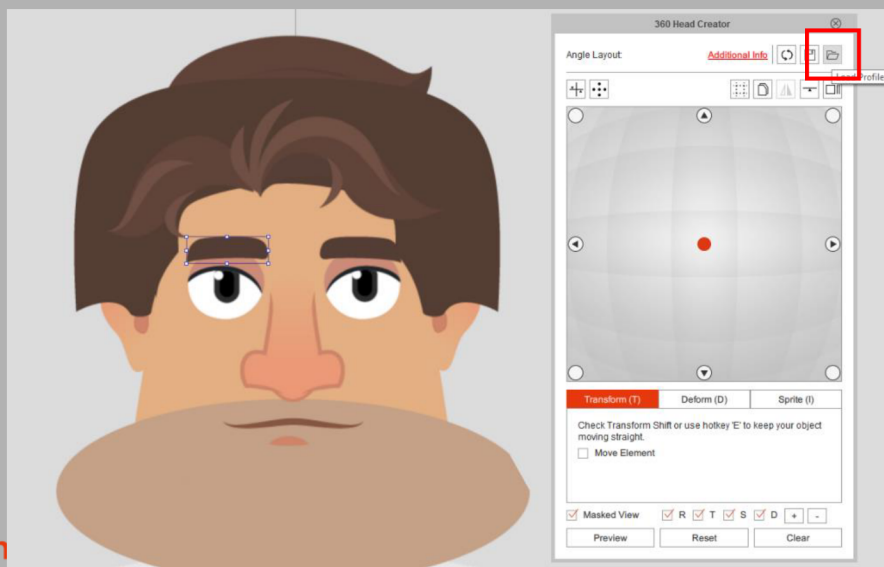 360 Head Creator
Angle Layout:
Additional Info
Profile
Transform (T)
Deform (D)
Sprite (I)
Check Transform Shift or use hotkey 'E' to keep your object
moving straight.
Move Element
Masked View
R
T
S
D
+
-
Preview
Reset
Clear